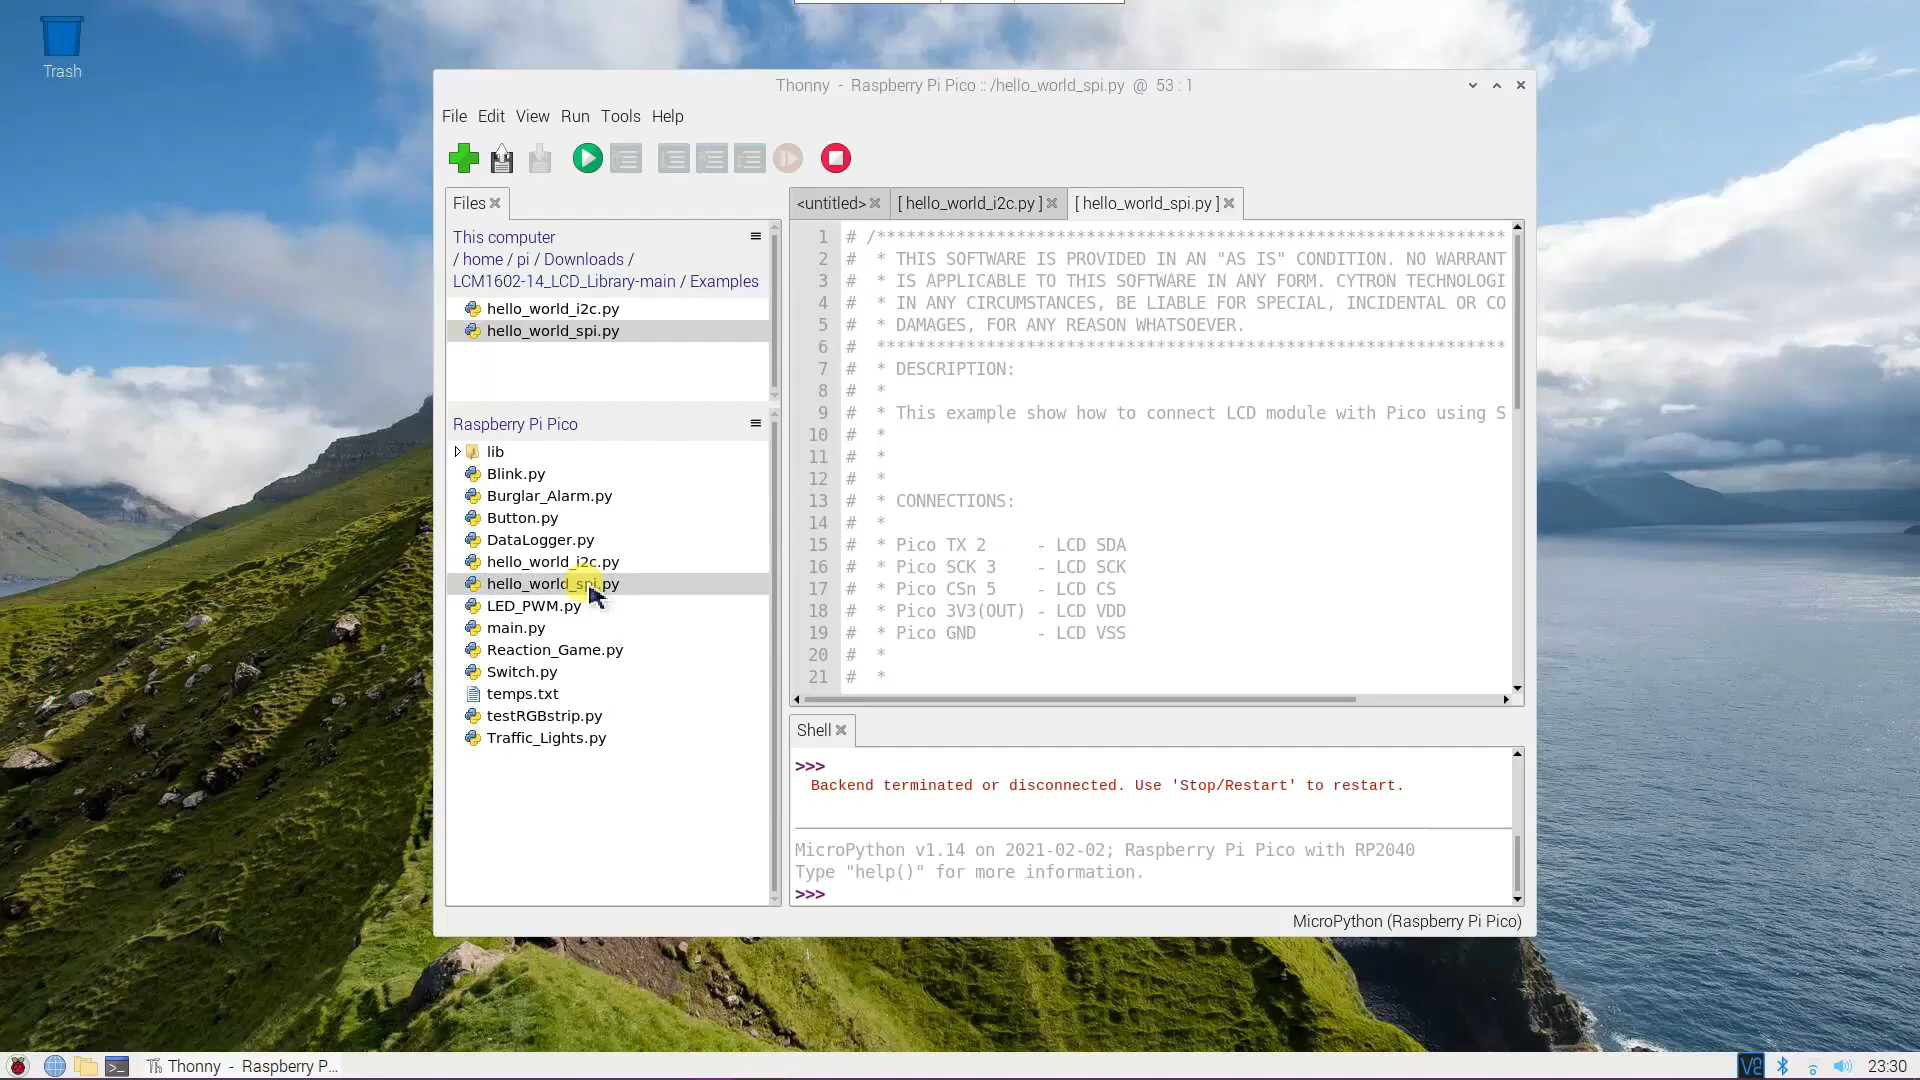 Trash
Thonny - Raspberry Pi Pico :: /hello_world_spi.py @ 53 : 1
File Edit View Run Tools Help
Files
<untitled> [ hello_world_i2c.py ] [ hello_world_spi.py ]
This computer
/ home / pi / Downloads /
LCM1602-14_LCD_Library-main / Examples
hello_world_i2c.py
hello_world_spi.py
Raspberry Pi Pico
lib
Blink.py
Burglar_Alarm.py
Button.py
DataLogger.py
hello_world_i2c.py
hello_world_spi.py
LED_PWM.py
main.py
Reaction_Game.py
Switch.py
temps.txt
testRGBstrip.py
Traffic_Lights.py
1 # /***************************************************************
2 # * THIS SOFTWARE IS PROVIDED IN AN "AS IS" CONDITION. NO WARRANT
3 # * IS APPLICABLE TO THIS SOFTWARE IN ANY FORM. CYTRON TECHNOLOGI
4 # * IN ANY CIRCUMSTANCES, BE LIABLE FOR SPECIAL, INCIDENTAL OR CO
5 # * DAMAGES, FOR ANY REASON WHATSOEVER.
6 # ***************************************************************
7 # * DESCRIPTION:
8 # *
9 # * This example show how to connect LCD module with Pico using S
10 # *
11 # *
12 # *
13 # * CONNECTIONS:
14 # *
15 # * Pico TX 2 - LCD SDA
16 # * Pico SCK 3 - LCD SCK
17 # * Pico CSn 5 - LCD CS
18 # * Pico 3V3(OUT) - LCD VDD
19 # * Pico GND - LCD VSS
20 # *
21 # *
Shell
>>>
Backend terminated or disconnected. Use 'Stop/Restart' to restart.
MicroPython v1.14 on 2021-02-02; Raspberry Pi Pico with RP2040
Type "help()" for more information.
>>>
MicroPython (Raspberry Pi Pico)
Thonny - Raspberry P...
23:30